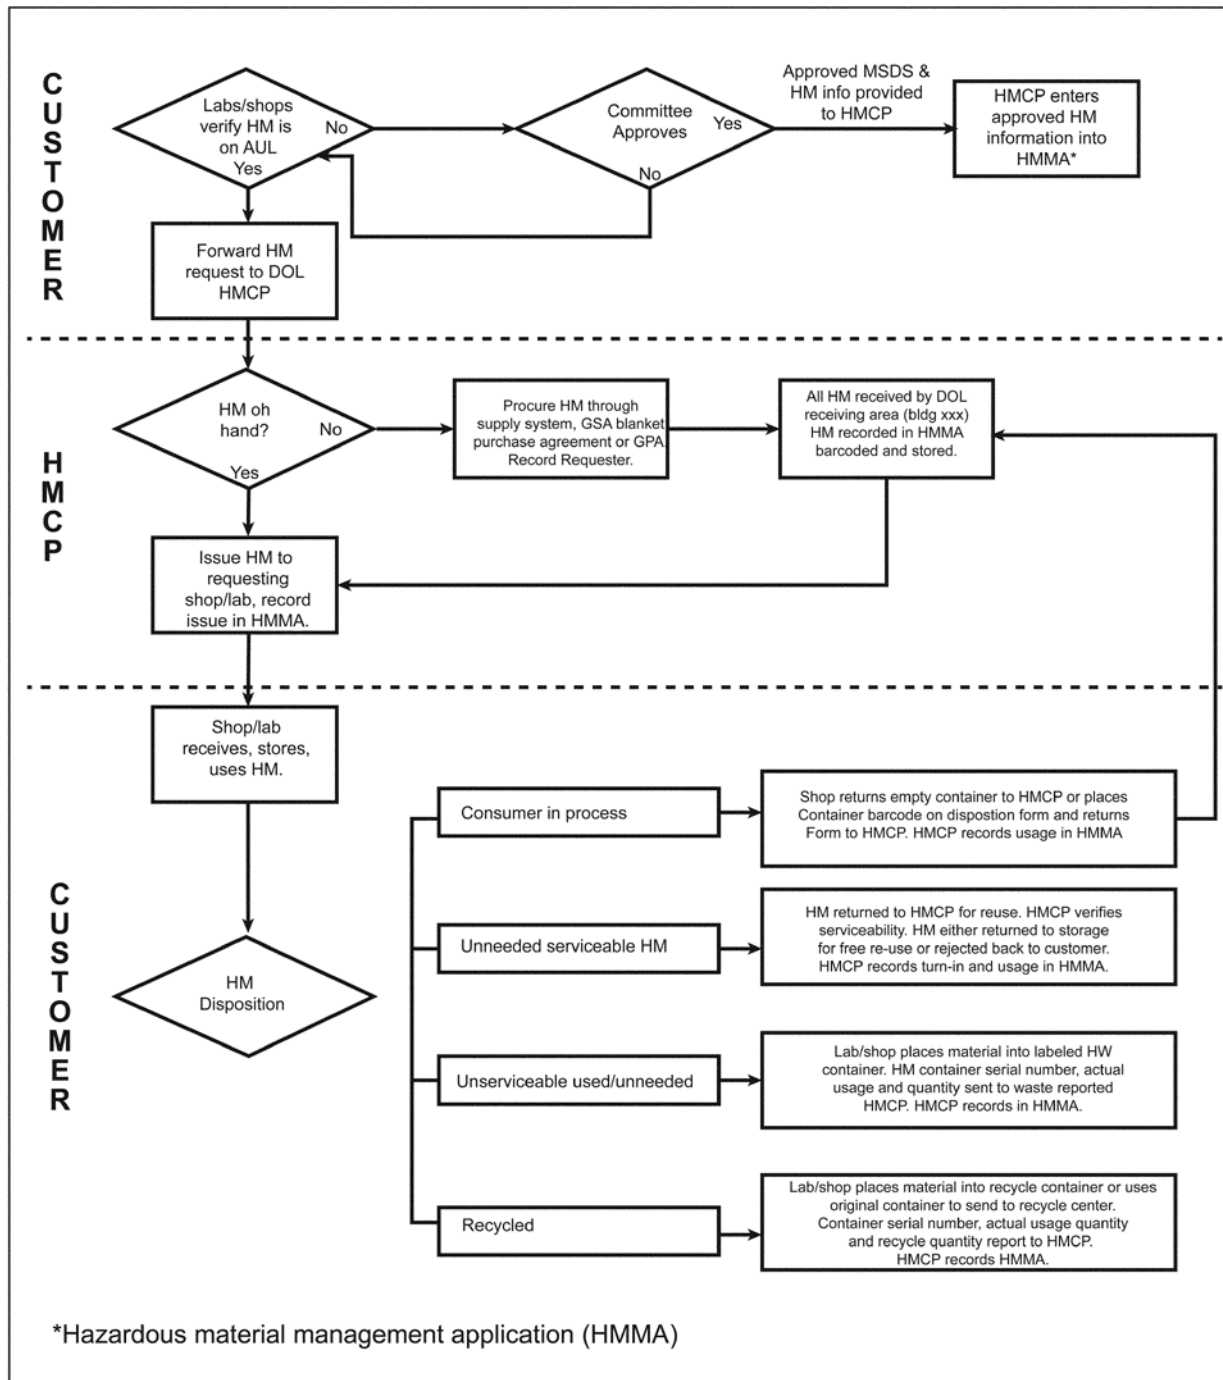 CUSTOMER
Labs/shops
verify HM is
on AUL
No
Yes
Committee
Approves
Yes
No
Approved MSDS &
HM info provided
to HMCP
HMCP enters
approved HM
information into
HMMA*
Forward HM
request to DOL
HMCP
HMCP
HM oh
hand?
No
Yes
Procure HM through
supply system, GSA blanket
purchase agreement or GPA.
Record Requester.
All HM received by DOL
receiving area (bldg xxx)
HM recorded in HMMA
barcoded and stored.
Issue HM to
requesting
shop/lab, record
issue in HMMA.
CUSTOMER
Shop/lab
receives, stores,
uses HM.
HM
Disposition
Consumer in process
Shop returns empty container to HMCP or places
Container barcode on dispostion form and returns
Form to HMCP. HMCP records usage in HMMA
Unneeded serviceable HM
HM returned to HMCP for reuse. HMCP verifies
serviceability. HM either returned to storage
for free re-use or rejected back to customer.
HMCP records turn-in and usage in HMMA.
Unserviceable used/unneeded
Lab/shop places material into labeled HW
container. HM container serial number, actual
usage and quantity sent to waste reported
HMCP. HMCP records in HMMA.
Recycled
Lab/shop places material into recycle container or uses
original container to send to recycle center.
Container serial number, actual usage quantity
and recycle quantity report to HMCP.
HMCP records HMMA.
*Hazardous material management application (HMMA)